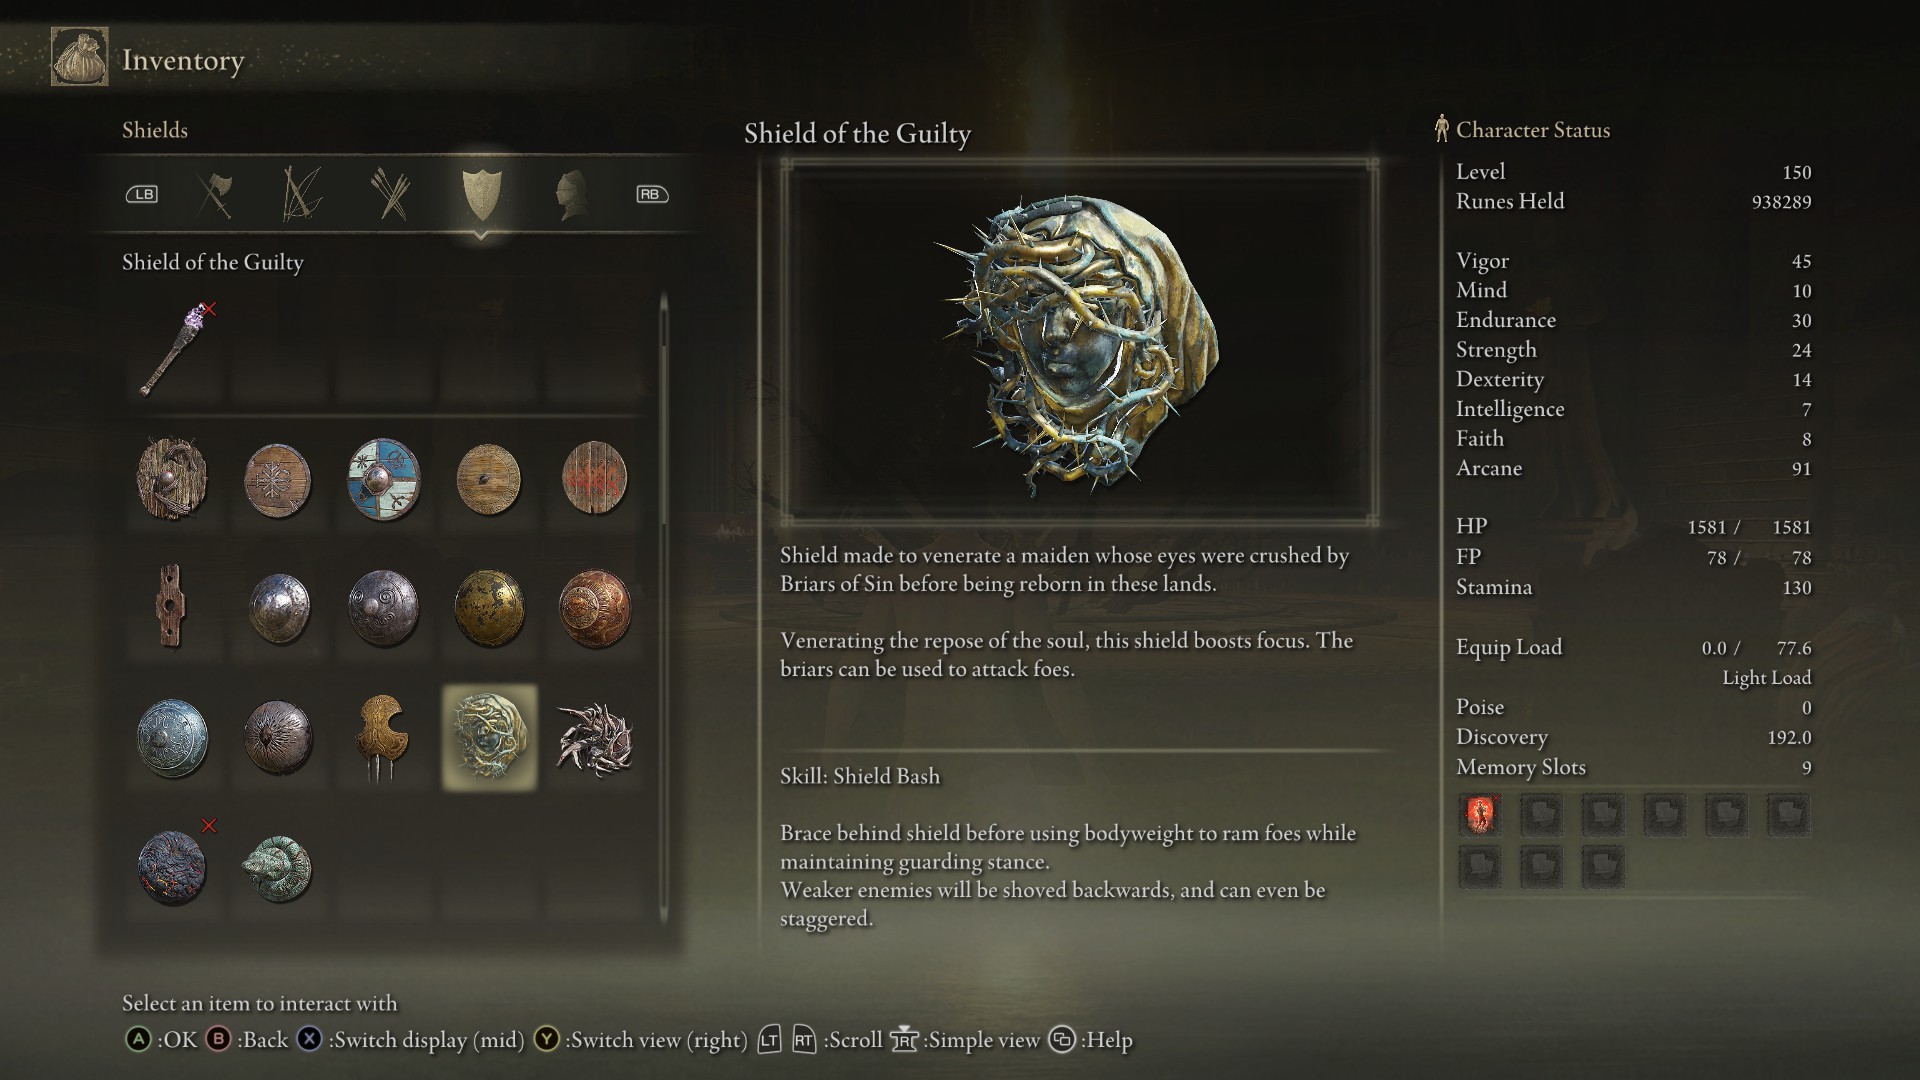 Inventory
Shields
LB
RB
Shield of the Guilty
Shield of the Guilty
Shield made to venerate a maiden whose eyes were crushed by
Briars of Sin before being reborn in these lands.
Venerating the repose of the soul, this shield boosts focus. The
briars can be used to attack foes.
Skill: Shield Bash
Brace behind shield before using bodyweight to ram foes while
maintaining guarding stance.
Weaker enemies will be shoved backwards, and can even be
staggered.
Character Status
Level 150
Runes Held 938289
Vigor 45
Mind 10
Endurance 30
Strength 24
Dexterity 14
Intelligence 7
Faith 8
Arcane 91
HP 1581 / 1581
FP 78 / 78
Stamina 130
Equip Load 0.0 / 77.6
Light Load
Poise 0
Discovery 192.0
Memory Slots 9
Select an item to interact with
A :OK B :Back X :Switch display (mid) Y :Switch view (right) LT RT :Scroll R :Simple view :Help